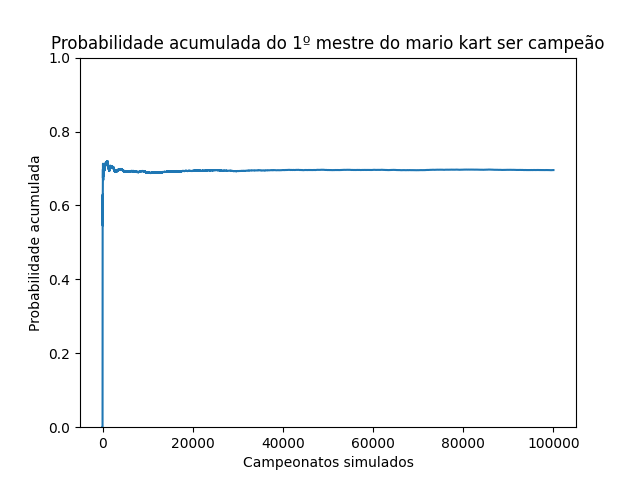 Probabilidade acumulada do 1º mestre do mario kart ser campeão
1.0
0.8
0.6
0.4
0.2
0.0
Probabilidade acumulada
0 20000 40000 60000 80000 100000
Campeonatos simulados